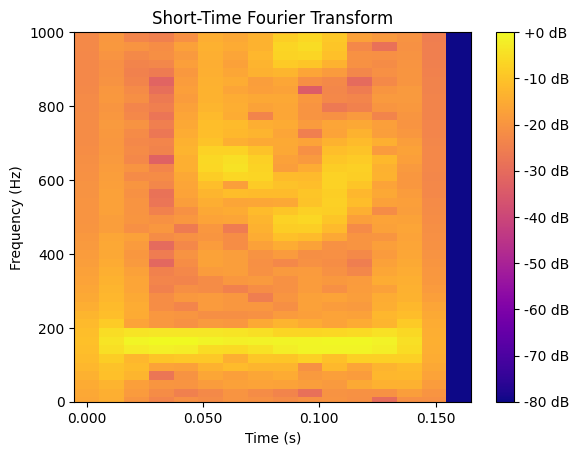 Short-Time Fourier Transform
1000
800
600
400
200
0
Frequency (Hz)
0.000
0.050
0.100
0.150
Time (s)
+0 dB
-10 dB
-20 dB
-30 dB
-40 dB
-50 dB
-60 dB
-70 dB
-80 dB